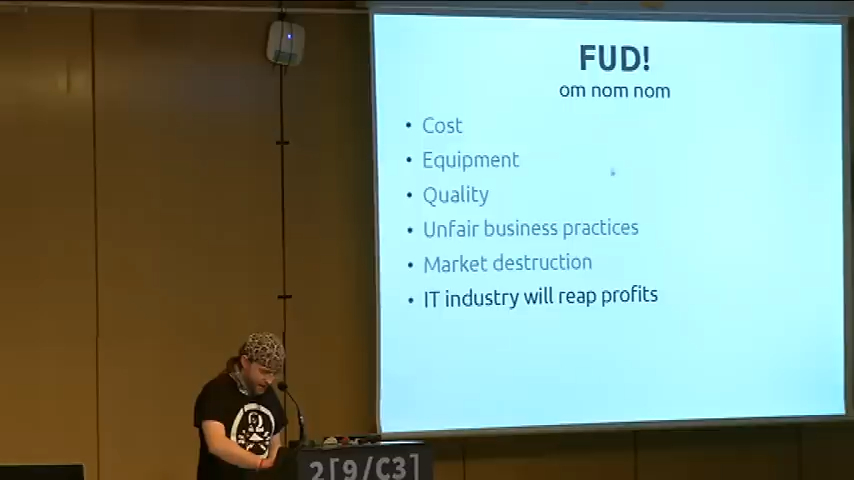 FUD!
om nom nom
• Cost
• Equipment
• Quality
• Unfair business practices
• Market destruction
• IT industry will reap profits
2[9/C3]